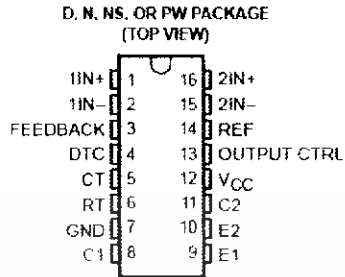 D, N, NS, OR PW PACKAGE
(TOP VIEW)
1IN+ 1 16 2IN+
1IN− 2 15 2IN−
FEEDBACK 3 14 REF
DTC 4 13 OUTPUT CTRL
CT 5 12 VCC
RT 6 11 C2
GND 7 10 E2
C1 8 9 E1